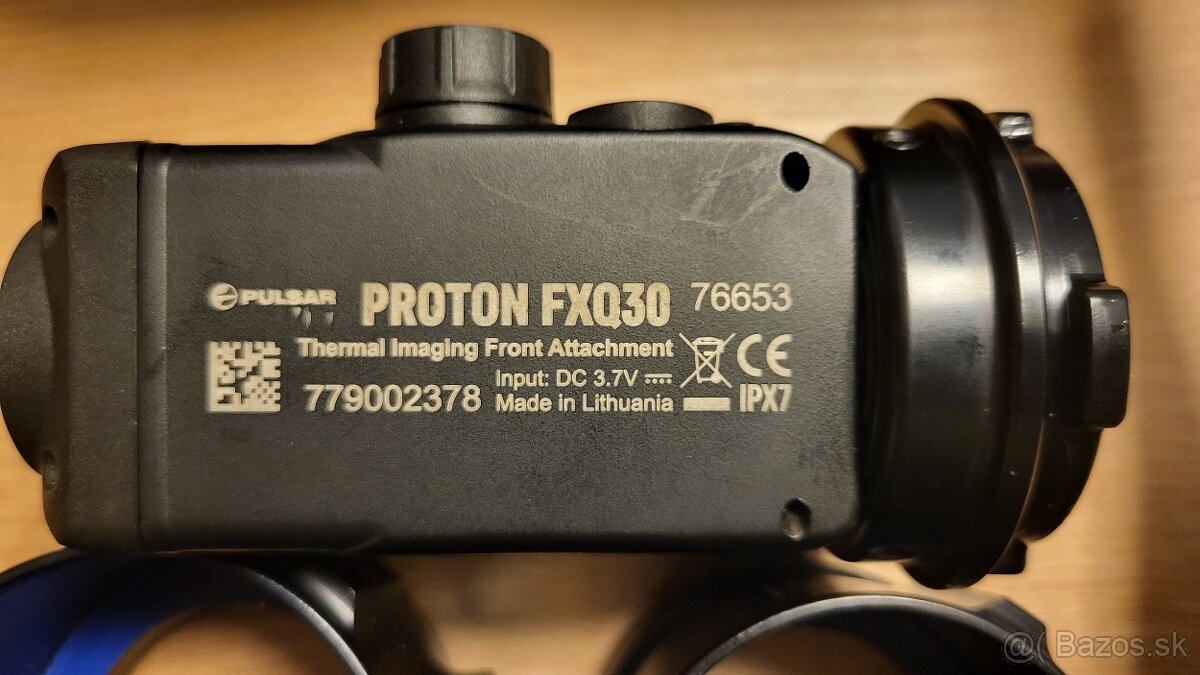 PULSAR PROTON FXQ30 76653
Thermal Imaging Front Attachment
779002378
Input: DC 3.7V
Made in Lithuania
CE
IPX7
@ Bazos.sk